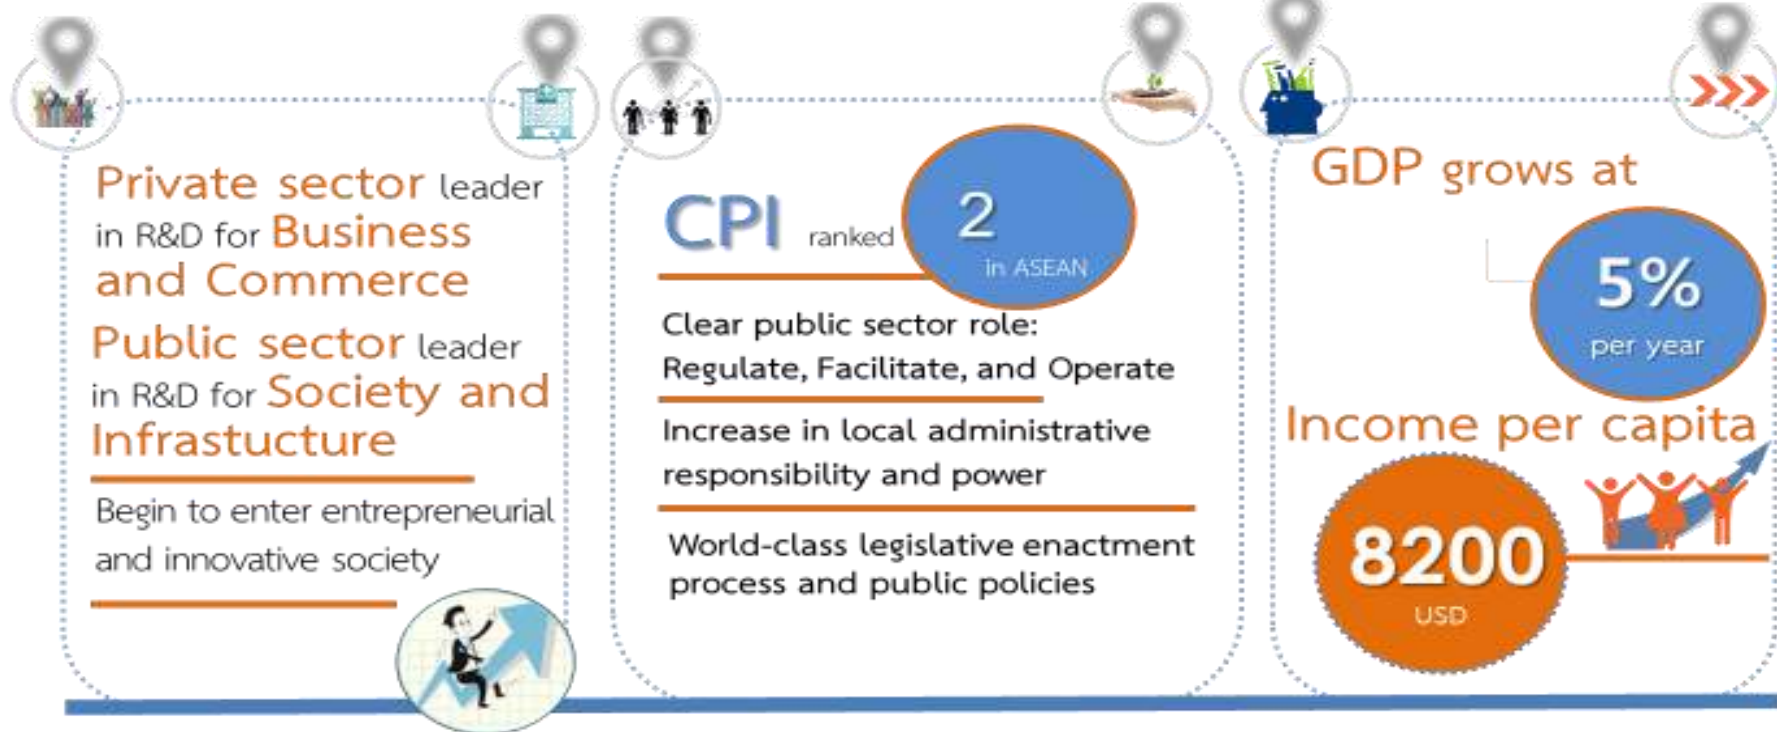 Private sector leader
in R&D for Business
and Commerce
Public sector leader
in R&D for Society and
Infrastucture
Begin to enter entrepreneurial
and innovative society
CPI ranked 2
in ASEAN
Clear public sector role:
Regulate, Facilitate, and Operate
Increase in local administrative
responsibility and power
World-class legislative enactment
process and public policies
GDP grows at
5%
per year
Income per capita
8200
USD